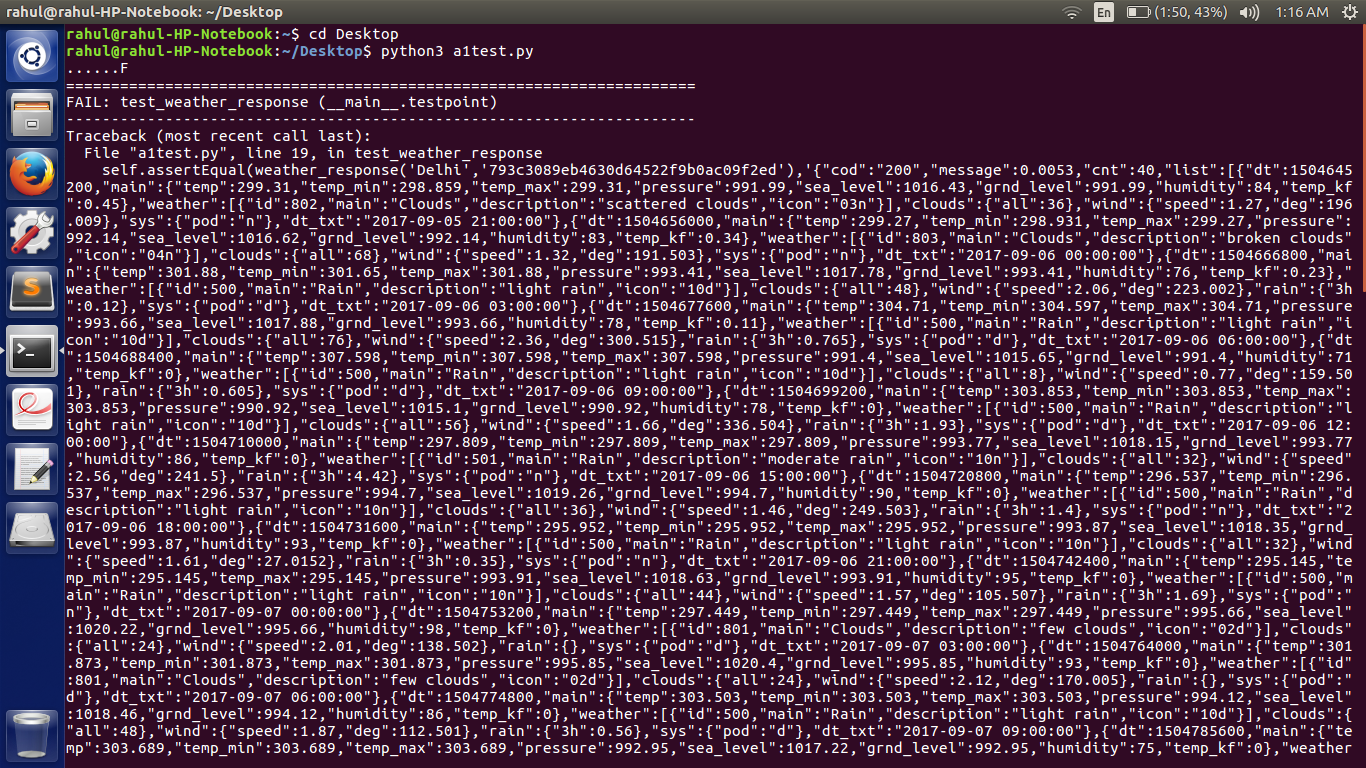 rahul@rahul-HP-Notebook: ~/Desktop
En
(1:50, 43%)
1:16 AM
rahul@rahul-HP-Notebook:~$ cd Desktop
rahul@rahul-HP-Notebook:~/Desktop$ python3 a1test.py
......F
======================================================================
FAIL: test_weather_response (__main__.testpoint)
----------------------------------------------------------------------
Traceback (most recent call last):
  File "a1test.py", line 19, in test_weather_response
    self.assertEqual(weather_response('Delhi','793c3089eb4630d64522f9b0ac09f2ed'),'{"cod":"200","message":0.0053,"cnt":40,"list":[{"dt":1504645
200,"main":{"temp":299.31,"temp_min":298.859,"temp_max":299.31,"pressure":991.99,"sea_level":1016.43,"grnd_level":991.99,"humidity":84,"temp_kf
":0.45},"weather":[{"id":802,"main":"Clouds","description":"scattered clouds","icon":"03n"}],"clouds":{"all":36},"wind":{"speed":1.27,"deg":196
.009},"sys":{"pod":"n"},"dt_txt":"2017-09-05 21:00:00"},{"dt":1504656000,"main":{"temp":299.27,"temp_min":298.931,"temp_max":299.27,"pressure":
992.14,"sea_level":1016.62,"grnd_level":992.14,"humidity":83,"temp_kf":0.34},"weather":[{"id":803,"main":"Clouds","description":"broken clouds"
,"icon":"04n"}],"clouds":{"all":68},"wind":{"speed":1.32,"deg":191.503},"sys":{"pod":"n"},"dt_txt":"2017-09-06 00:00:00"},{"dt":1504666800,"mai
n":{"temp":301.88,"temp_min":301.65,"temp_max":301.88,"pressure":993.41,"sea_level":1017.78,"grnd_level":993.41,"humidity":76,"temp_kf":0.23},"
weather":[{"id":500,"main":"Rain","description":"light rain","icon":"10d"}],"clouds":{"all":48},"wind":{"speed":2.06,"deg":223.002},"rain":{"3h
":0.12},"sys":{"pod":"d"},"dt_txt":"2017-09-06 03:00:00"},{"dt":1504677600,"main":{"temp":304.71,"temp_min":304.597,"temp_max":304.71,"pressure
":993.66,"sea_level":1017.88,"grnd_level":993.66,"humidity":78,"temp_kf":0.11},"weather":[{"id":500,"main":"Rain","description":"light rain","i
con":"10d"}],"clouds":{"all":76},"wind":{"speed":2.36,"deg":300.515},"rain":{"3h":0.765},"sys":{"pod":"d"},"dt_txt":"2017-09-06 06:00:00"},{"dt
":1504688400,"main":{"temp":307.598,"temp_min":307.598,"temp_max":307.598,"pressure":991.4,"sea_level":1015.65,"grnd_level":991.4,"humidity":71
,"temp_kf":0},"weather":[{"id":500,"main":"Rain","description":"light rain","icon":"10d"}],"clouds":{"all":8},"wind":{"speed":0.77,"deg":159.50
1},"rain":{"3h":0.605},"sys":{"pod":"d"},"dt_txt":"2017-09-06 09:00:00"},{"dt":1504699200,"main":{"temp":303.853,"temp_min":303.853,"temp_max":
303.853,"pressure":990.92,"sea_level":1015.1,"grnd_level":990.92,"humidity":78,"temp_kf":0},"weather":[{"id":500,"main":"Rain","description":"l
ight rain","icon":"10d"}],"clouds":{"all":56},"wind":{"speed":1.66,"deg":336.504},"rain":{"3h":1.93},"sys":{"pod":"d"},"dt_txt":"2017-09-06 12:
00:00"},{"dt":1504710000,"main":{"temp":297.809,"temp_min":297.809,"temp_max":297.809,"pressure":993.77,"sea_level":1018.15,"grnd_level":993.77
,"humidity":86,"temp_kf":0},"weather":[{"id":501,"main":"Rain","description":"moderate rain","icon":"10n"}],"clouds":{"all":32},"wind":{"speed"
:2.56,"deg":241.5},"rain":{"3h":4.42},"sys":{"pod":"n"},"dt_txt":"2017-09-06 15:00:00"},{"dt":1504720800,"main":{"temp":296.537,"temp_min":296.
537,"temp_max":296.537,"pressure":994.7,"sea_level":1019.26,"grnd_level":994.7,"humidity":90,"temp_kf":0},"weather":[{"id":500,"main":"Rain","d
escription":"light rain","icon":"10n"}],"clouds":{"all":36},"wind":{"speed":1.46,"deg":249.503},"rain":{"3h":1.4},"sys":{"pod":"n"},"dt_txt":"2
017-09-06 18:00:00"},{"dt":1504731600,"main":{"temp":295.952,"temp_min":295.952,"temp_max":295.952,"pressure":993.87,"sea_level":1018.35,"grnd_
level":993.87,"humidity":93,"temp_kf":0},"weather":[{"id":500,"main":"Rain","description":"light rain","icon":"10n"}],"clouds":{"all":32},"wind
":{"speed":1.61,"deg":27.0152},"rain":{"3h":0.35},"sys":{"pod":"n"},"dt_txt":"2017-09-06 21:00:00"},{"dt":1504742400,"main":{"temp":295.145,"te
mp_min":295.145,"temp_max":295.145,"pressure":993.91,"sea_level":1018.63,"grnd_level":993.91,"humidity":95,"temp_kf":0},"weather":[{"id":500,"m
ain":"Rain","description":"light rain","icon":"10n"}],"clouds":{"all":44},"wind":{"speed":1.57,"deg":105.507},"rain":{"3h":1.69},"sys":{"pod":"
n"},"dt_txt":"2017-09-07 00:00:00"},{"dt":1504753200,"main":{"temp":297.449,"temp_min":297.449,"temp_max":297.449,"pressure":995.66,"sea_level"
:1020.22,"grnd_level":995.66,"humidity":98,"temp_kf":0},"weather":[{"id":801,"main":"Clouds","description":"few clouds","icon":"02d"}],"clouds"
:{"all":24},"wind":{"speed":2.01,"deg":138.502},"rain":{},"sys":{"pod":"d"},"dt_txt":"2017-09-07 03:00:00"},{"dt":1504764000,"main":{"temp":301
.873,"temp_min":301.873,"temp_max":301.873,"pressure":995.85,"sea_level":1020.4,"grnd_level":995.85,"humidity":93,"temp_kf":0},"weather":[{"id"
:801,"main":"Clouds","description":"few clouds","icon":"02d"}],"clouds":{"all":24},"wind":{"speed":2.12,"deg":170.005},"rain":{},"sys":{"pod":"
d"},"dt_txt":"2017-09-07 06:00:00"},{"dt":1504774800,"main":{"temp":303.503,"temp_min":303.503,"temp_max":303.503,"pressure":994.12,"sea_level"
:1018.46,"grnd_level":994.12,"humidity":86,"temp_kf":0},"weather":[{"id":500,"main":"Rain","description":"light rain","icon":"10d"}],"clouds":{
"all":48},"wind":{"speed":1.87,"deg":112.501},"rain":{"3h":0.56},"sys":{"pod":"d"},"dt_txt":"2017-09-07 09:00:00"},{"dt":1504785600,"main":{"te
mp":303.689,"temp_min":303.689,"temp_max":303.689,"pressure":992.95,"sea_level":1017.22,"grnd_level":992.95,"humidity":75,"temp_kf":0},"weather